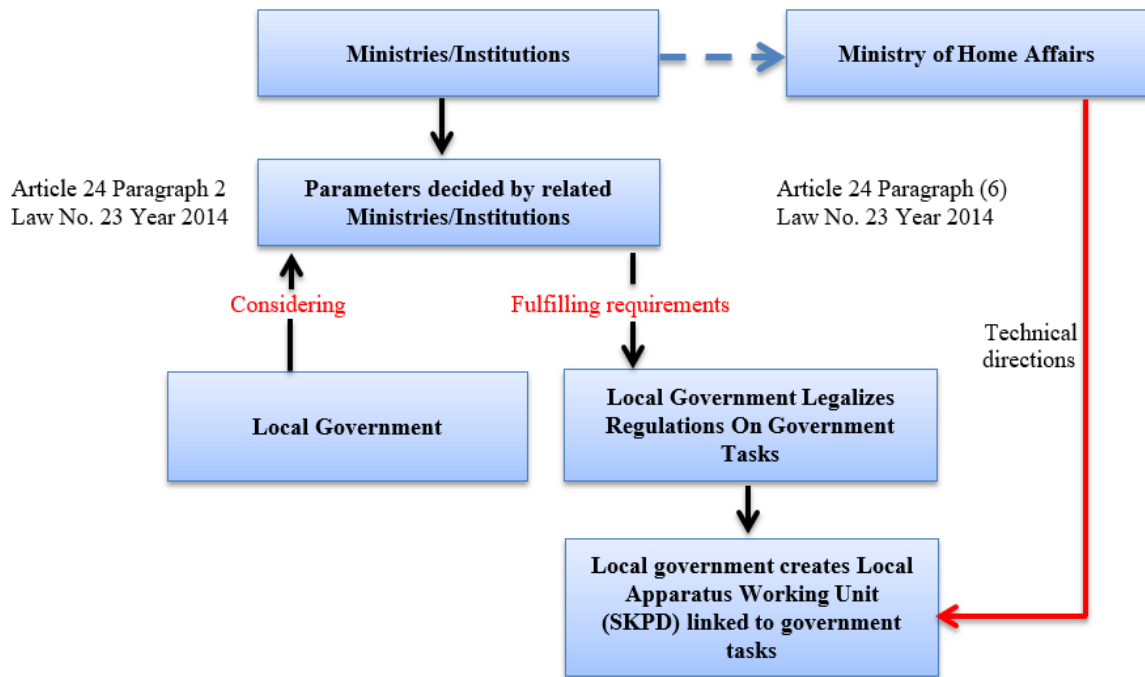 Ministries/Institutions
Ministry of Home Affairs
Article 24 Paragraph 2
Law No. 23 Year 2014
Parameters decided by related
Ministries/Institutions
Article 24 Paragraph (6)
Law No. 23 Year 2014
Considering
Fulfilling requirements
Technical
directions
Local Government
Local Government Legalizes
Regulations On Government
Tasks
Local government creates Local
Apparatus Working Unit
(SKPD) linked to government
tasks